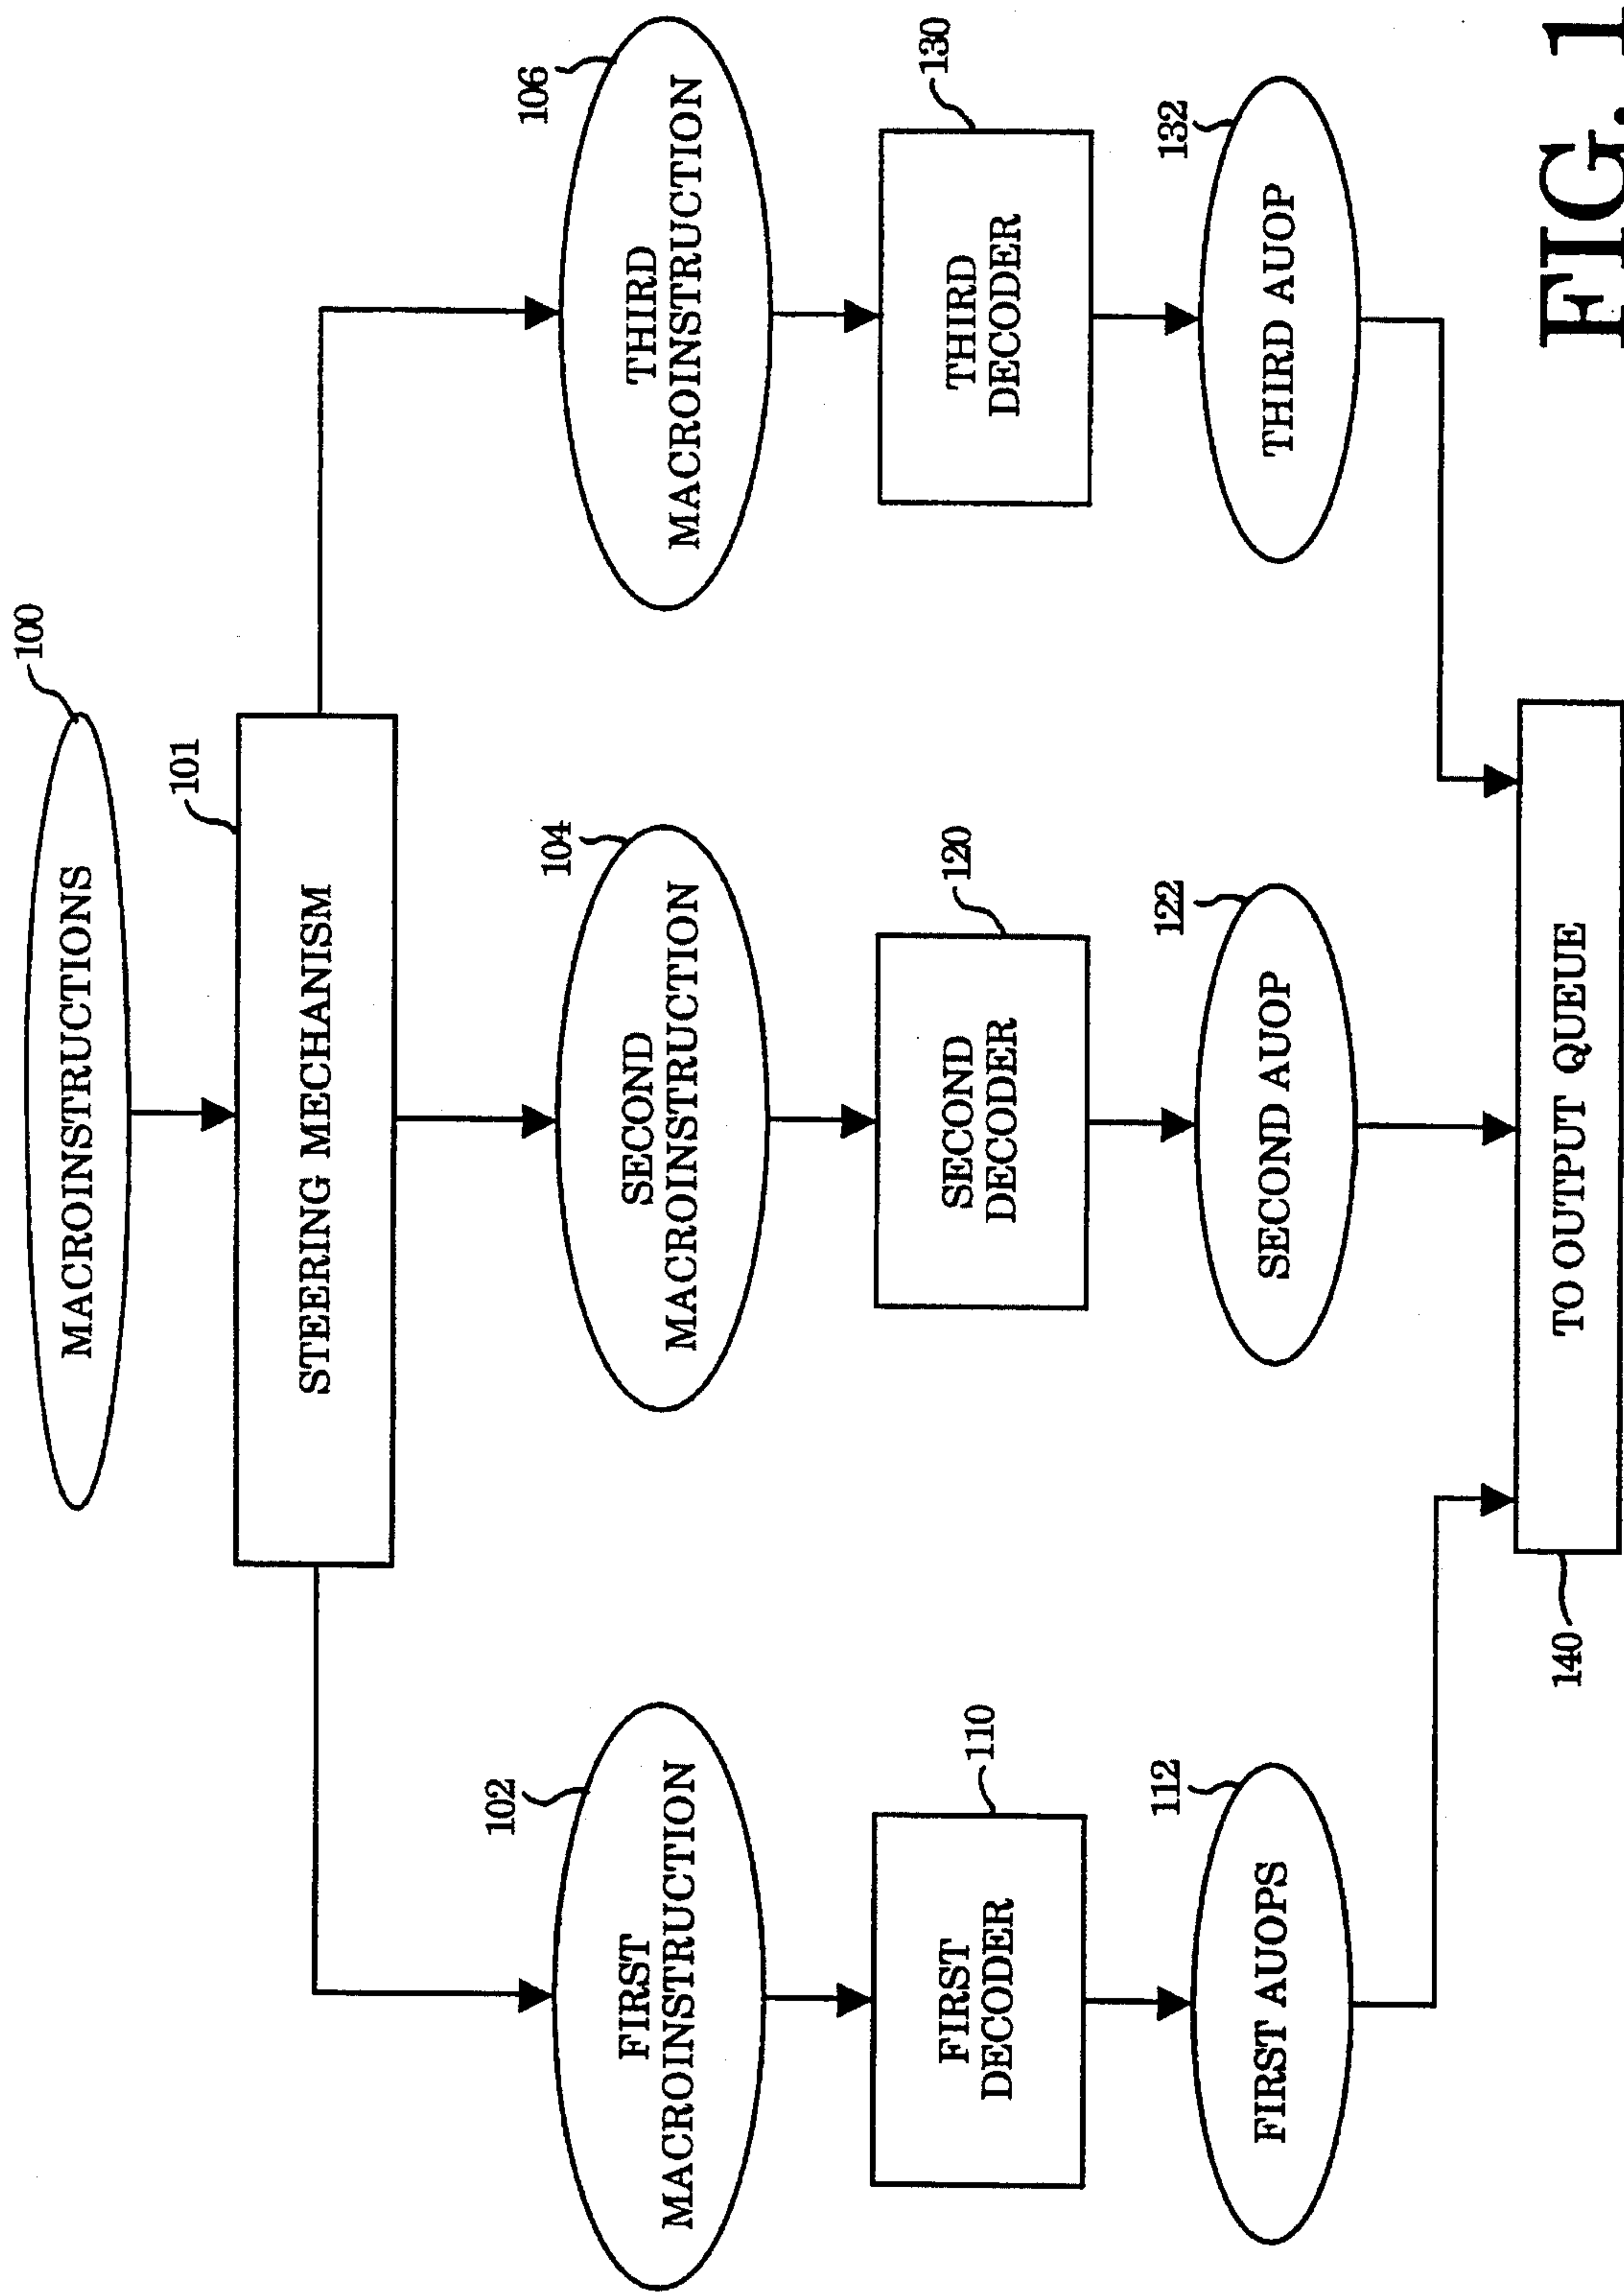 100
MACROINSTRUCTIONS
101
STEERING MECHANISM
102
FIRST
MACROINSTRUCTION
104
SECOND
MACROINSTRUCTION
106
THIRD
MACROINSTRUCTION
110
FIRST
DECODER
120
SECOND
DECODER
130
THIRD
DECODER
112
FIRST AUOPS
122
SECOND AUOP
132
THIRD AUOP
140
TO OUTPUT QUEUE
FIG. 1